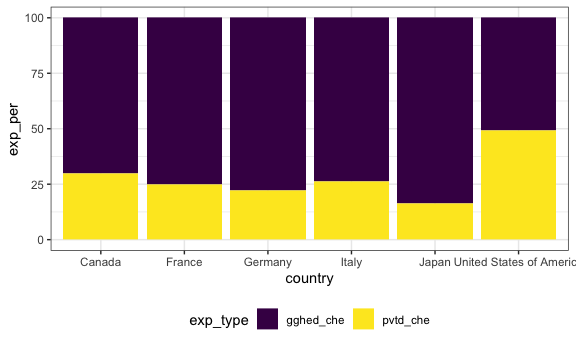 100
75
50
25
0
exp_per
Canada France Germany Italy Japan United States of Americ
country
exp_type gghed_che pvtd_che